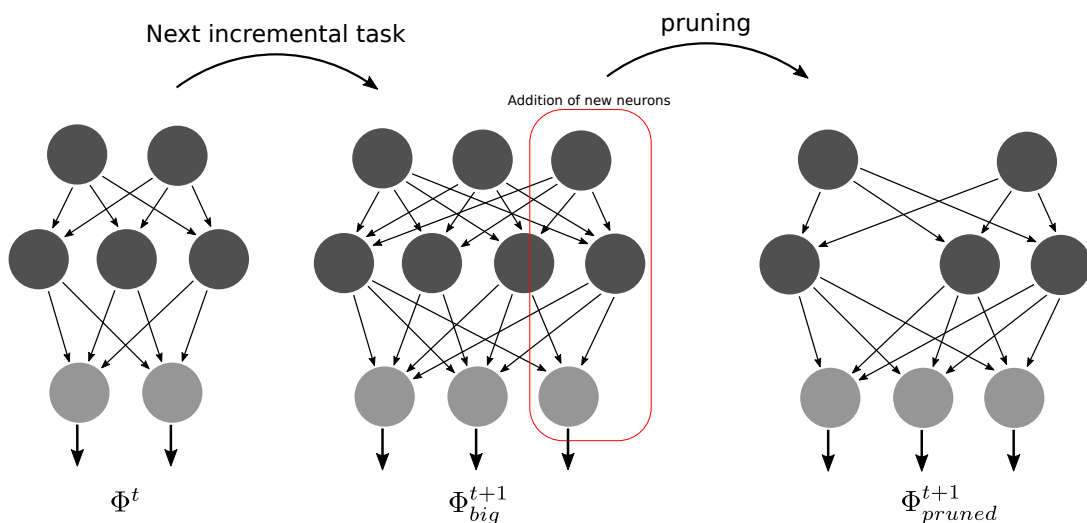 pruning
Next incremental task
Addition of new neurons
Φ^t
Φ^{t+1}_{big}
Φ^{t+1}_{pruned}